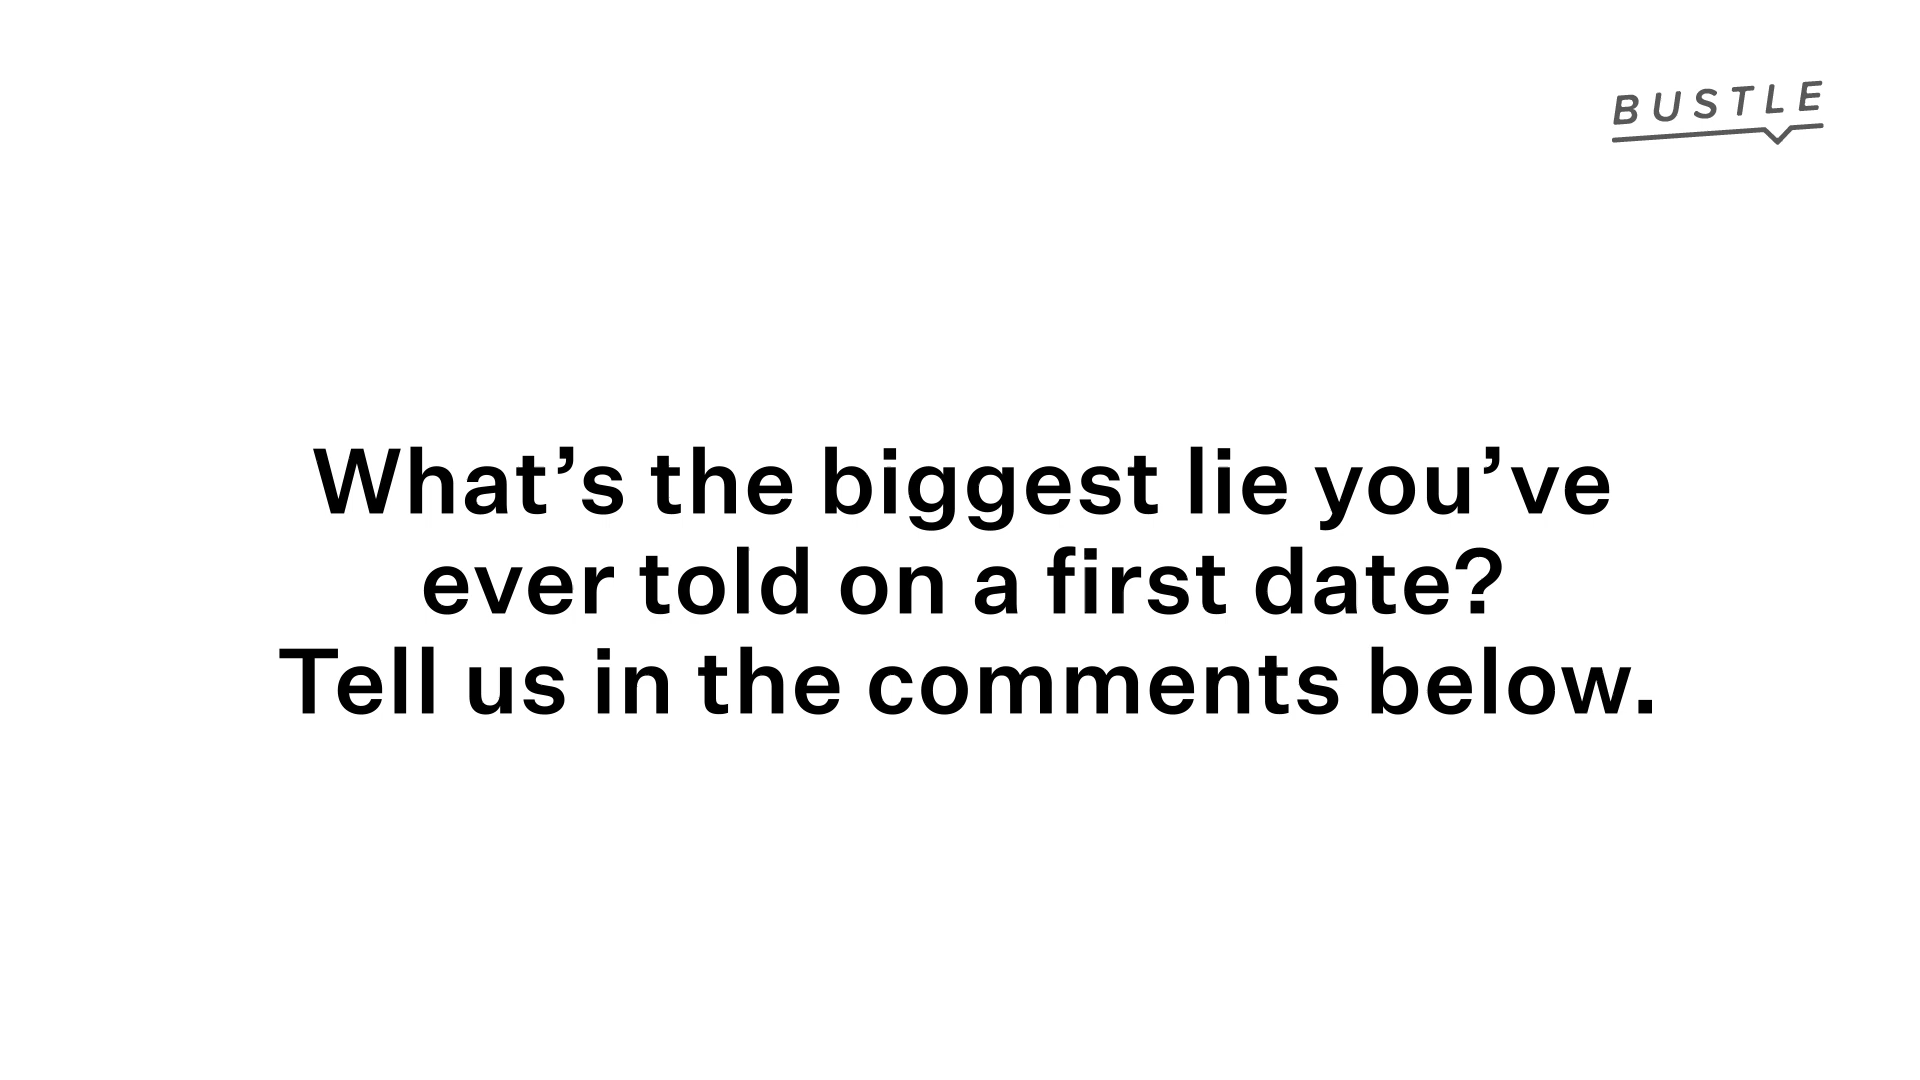 BUSTLE
What’s the biggest lie you’ve
ever told on a first date?
Tell us in the comments below.